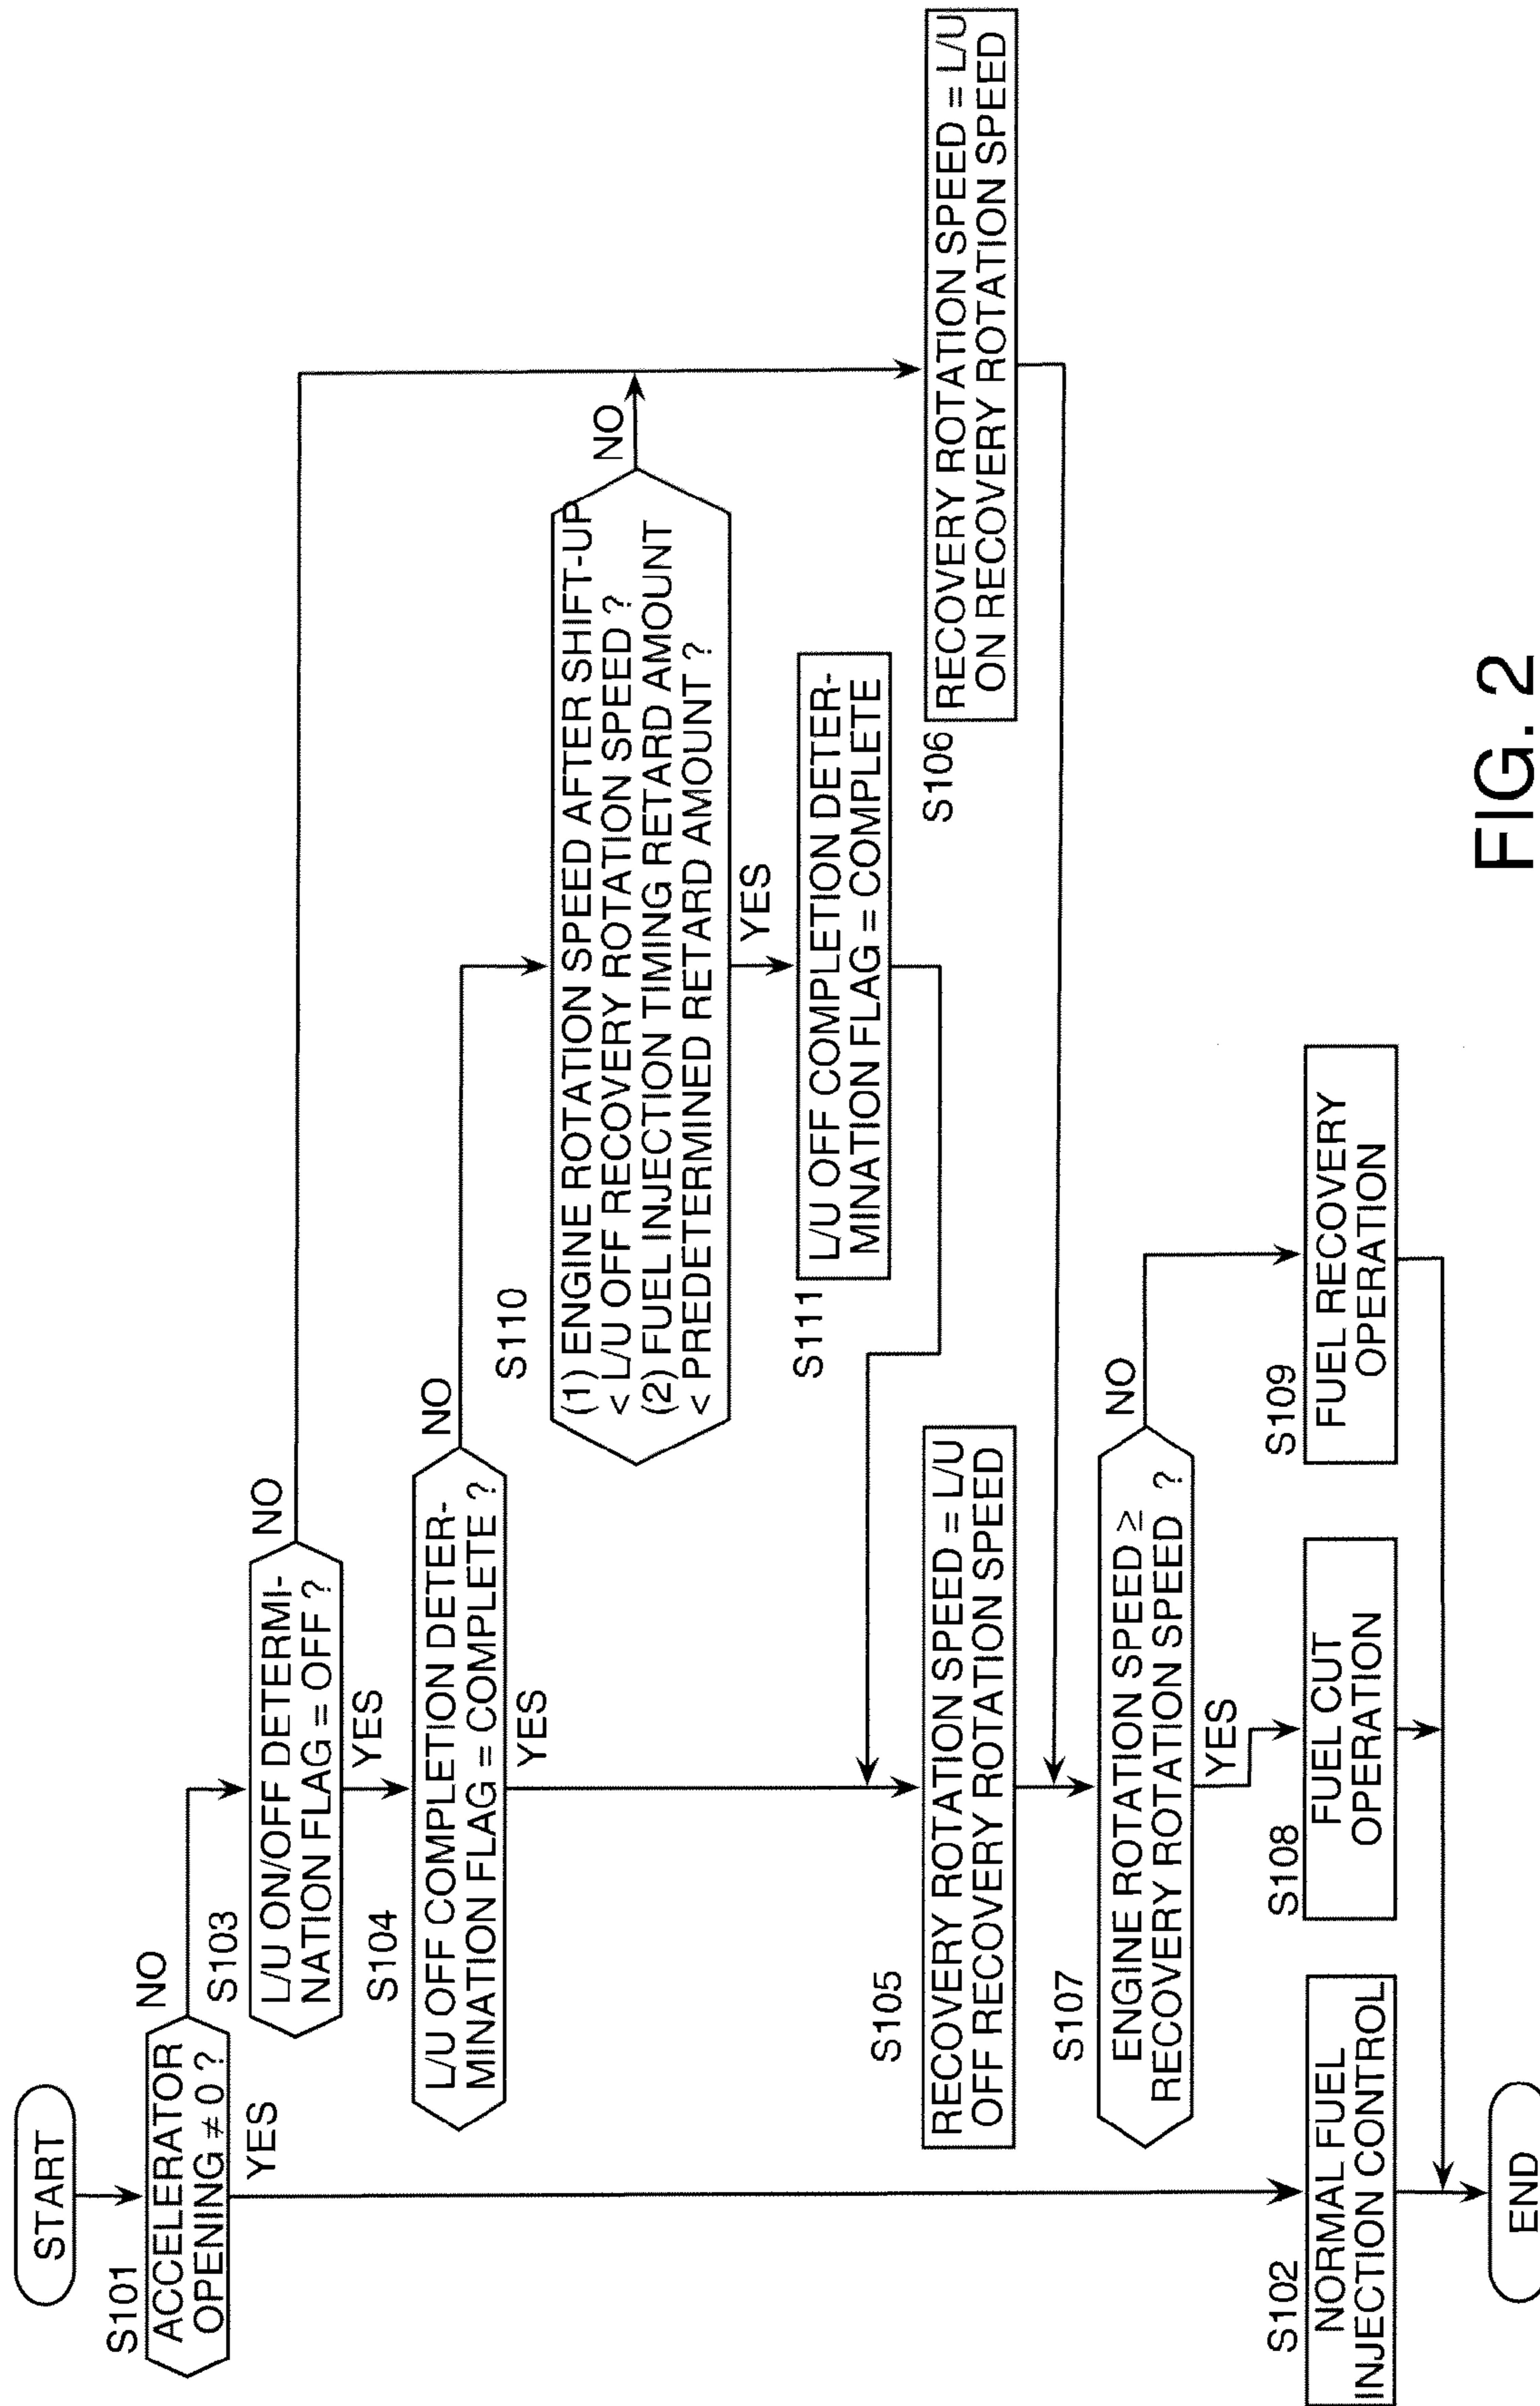 START
S101
ACCELERATOR
OPENING ≠ 0 ?
NO
YES
S103
L/U ON/OFF DETERMI-
NATION FLAG = OFF ?
NO
YES
S104
L/U OFF COMPLETION DETER-
MINATION FLAG = COMPLETE ?
NO
YES
S110
(1) ENGINE ROTATION SPEED AFTER SHIFT-UP
< L/U OFF RECOVERY ROTATION SPEED ?
(2) FUEL INJECTION TIMING RETARD AMOUNT
< PREDETERMINED RETARD AMOUNT ?
NO
YES
S111
L/U OFF COMPLETION DETER-
MINATION FLAG = COMPLETE
S105
RECOVERY ROTATION SPEED = L/U
OFF RECOVERY ROTATION SPEED
S106
RECOVERY ROTATION SPEED = L/U
ON RECOVERY ROTATION SPEED
S107
ENGINE ROTATION SPEED ≥
RECOVERY ROTATION SPEED ?
NO
YES
S102
NORMAL FUEL
INJECTION CONTROL
S108
FUEL CUT
OPERATION
S109
FUEL RECOVERY
OPERATION
END
FIG. 2